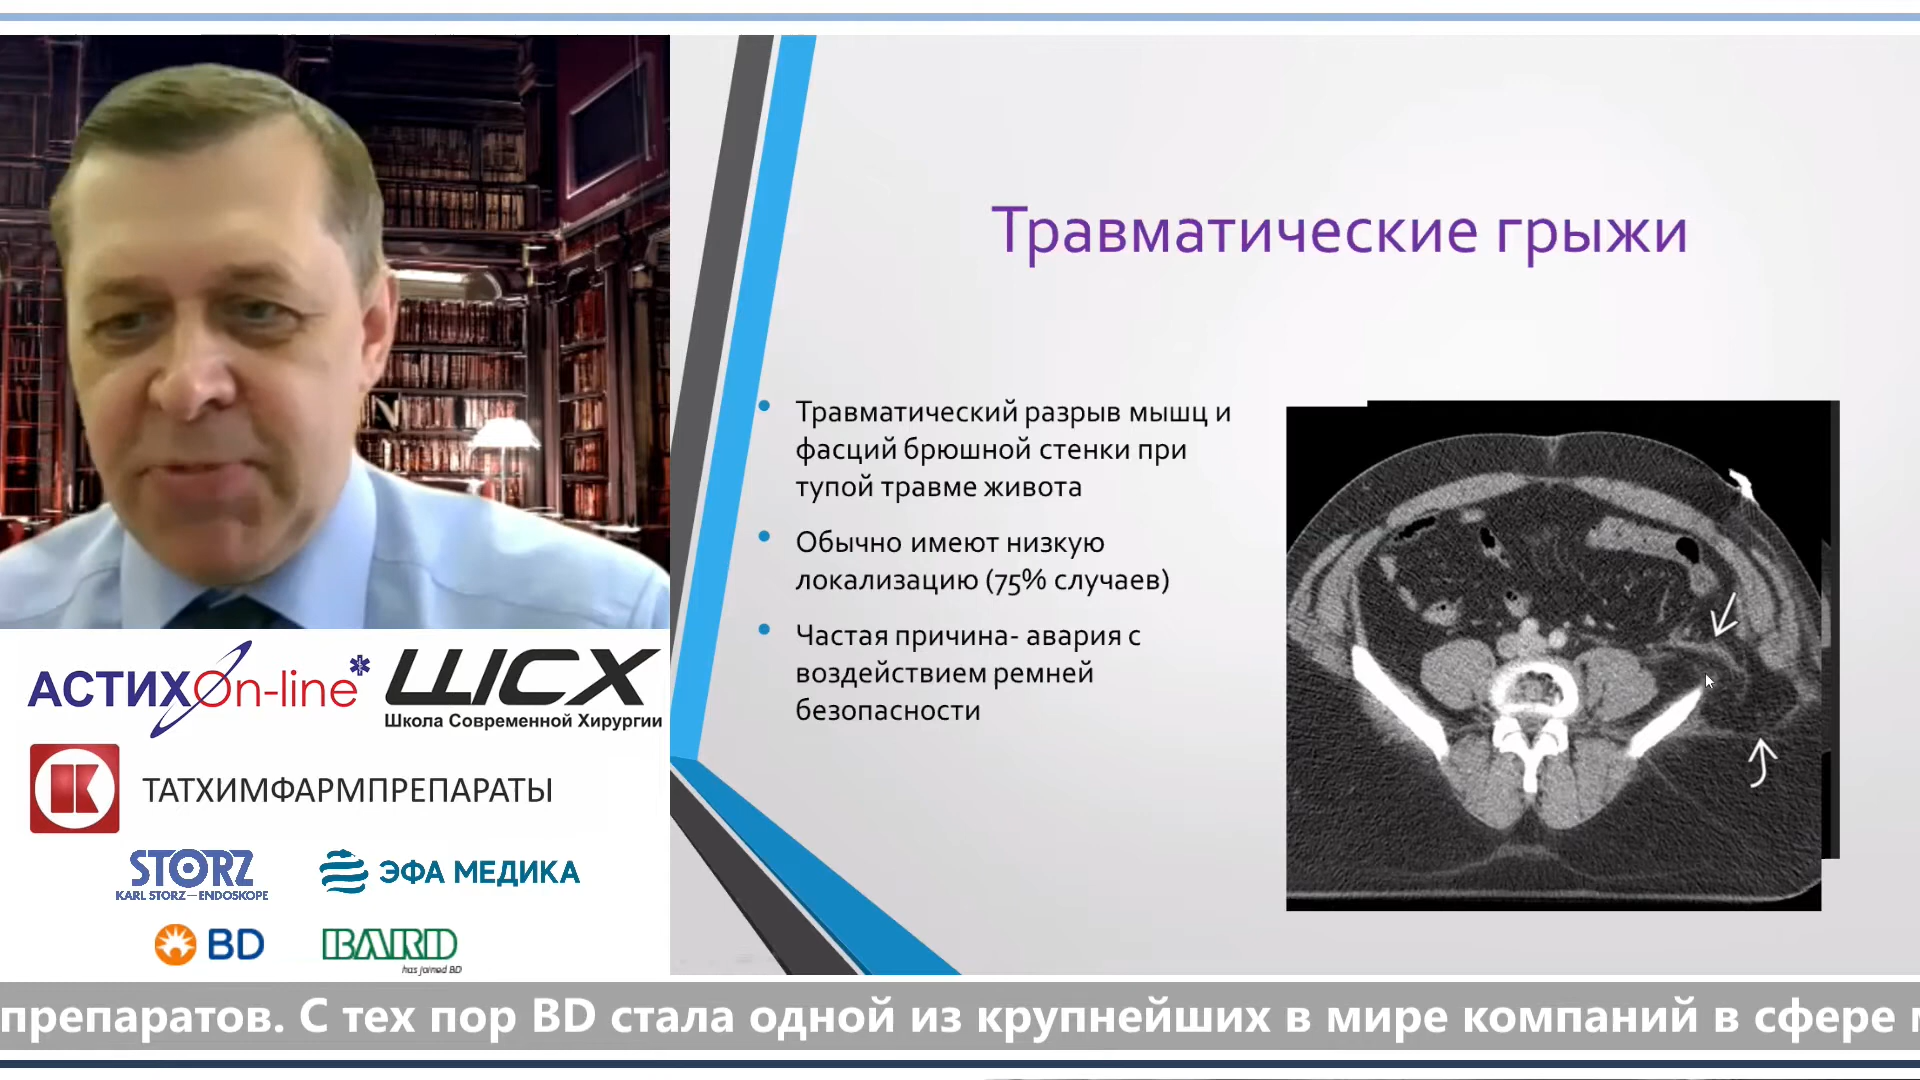 Травматические грыжи
Травматический разрыв мышц и
фасций брюшной стенки при
тупой травме живота
Обычно имеют низкую
локализацию (75% случаев)
Частая причина- авария с
воздействием ремней
безопасности
АСТИХ On-line
ШСХ
Школа Современной Хирургии
ТАТХИМФАРМПРЕПАРАТЫ
STORZ
KARL STORZ—ENDOSKOPE
ЭФА МЕДИКА
BD
BARD
has joined BD
препаратов. С тех пор BD стала одной из крупнейших в мире компаний в сфере